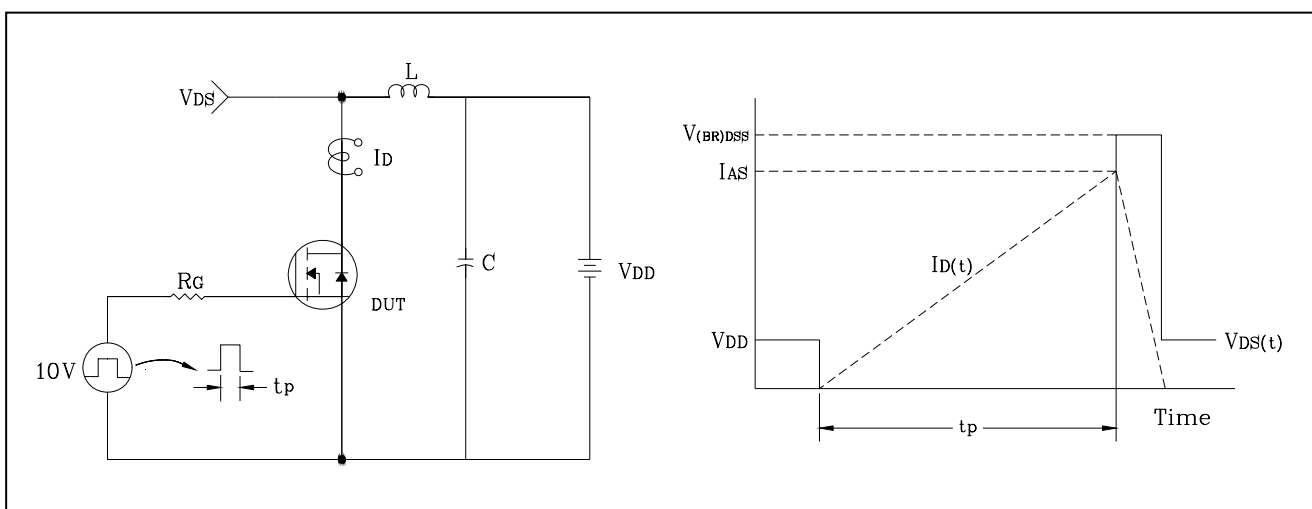 L
VDS
ID
C
VDD
RG
DUT
10V
tp
V(BR)DSS
IAS
ID(t)
VDD
VDS(t)
tp
Time